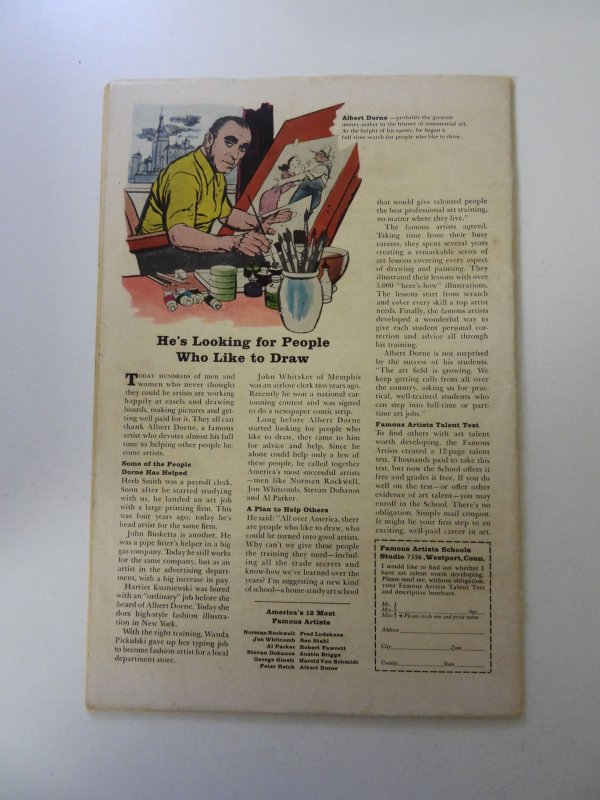 Albert Dorne—probably the greatest
money-maker in the history of commercial art.
At the height of his career, he began a
full-time search for people who like to draw.
He's Looking for People
Who Like to Draw
TODAY HUNDREDS of men and
women who never thought
they could be artists are working
happily at easels and drawing
boards, making pictures and get-
ting well paid for it. They all can
thank Albert Dorne, a famous
artist who devotes almost his full
time to helping other people be-
come artists.
Some of the People
Dorne Has Helped
Herb Smith was a payroll clerk.
Soon after he started studying
with us, he landed an art job
with a large printing firm. This
was four years ago; today he's
head artist for the same firm.
John Busketta is another. He
was a pipe fitter's helper in a big
gas company. Today he still works
for the same company, but as an
artist in the advertising depart-
ment, with a big increase in pay.
Harriet Kuzniewski was bored
with an "ordinary" job before she
heard of Albert Dorne. Today she
does high-style fashion illustra-
tion in New York.
With the right training, Wanda
Pickulski gave up her typing job
to become fashion artist for a local
department store.
John Whitaker of Memphis
was an airline clerk two years ago.
Recently he won a national car-
tooning contest and was signed
to do a newspaper comic strip.
Long before Albert Dorne
started looking for people who
like to draw, they came to him
for advice and help. Since he
alone could help only a few of
these people, he called together
America's most successful artists
—men like Norman Rockwell,
Jon Whitcomb, Stevan Dohanos
and Al Parker.
A Plan to Help Others
He said: "All over America, there
are people who like to draw, who
could be turned into good artists.
Why can't we give these people
the training they need—includ-
ing all the trade secrets and
know-how we've learned over the
years? I'm suggesting a new kind
of school—a home-study art school
America's 12 Most
Famous Artists
Norman Rockwell Fred Ludekens
Jon Whitcomb Ben Stahl
Al Parker Robert Fawcett
Stevan Dohanos Austin Briggs
George Giusti Harold Von Schmidt
Peter Helck Albert Dorne
that would give talented people
the best professional art training,
no matter where they live."
The famous artists agreed.
Taking time from their busy
careers, they spent several years
creating a remarkable series of
art lessons covering every aspect
of drawing and painting. They
illustrated their lessons with over
5,000 "here's-how" illustrations.
The lessons start from scratch
and cover every skill a top artist
needs. Finally, the famous artists
developed a wonderful way to
give each student personal cor-
rection and advice all through
his training.
Albert Dorne is not surprised
by the success of his students.
"The art field is growing. We
keep getting calls from all over
the country, asking us for prac-
tical, well-trained students who
can step into full-time or part-
time art jobs."
Famous Artists Talent Test
To find others with art talent
worth developing, the Famous
Artists created a 12-page talent
test. Thousands paid to take this
test, but now the School offers it
free and grades it free. If you do
well on the test—or offer other
evidence of art talent—you may
enroll in the School. There's no
obligation. Simply mail coupon.
It might be your first step to an
exciting, well-paid career in art.
Famous Artists Schools
Studio 7556, Westport, Conn.
I would like to find out whether I
have art talent worth developing.
Please send me, without obligation,
your Famous Artists Talent Test
and descriptive brochure.
Mr.
Mrs.
Miss Please circle one and print name
Age
Address
City Zone
County State